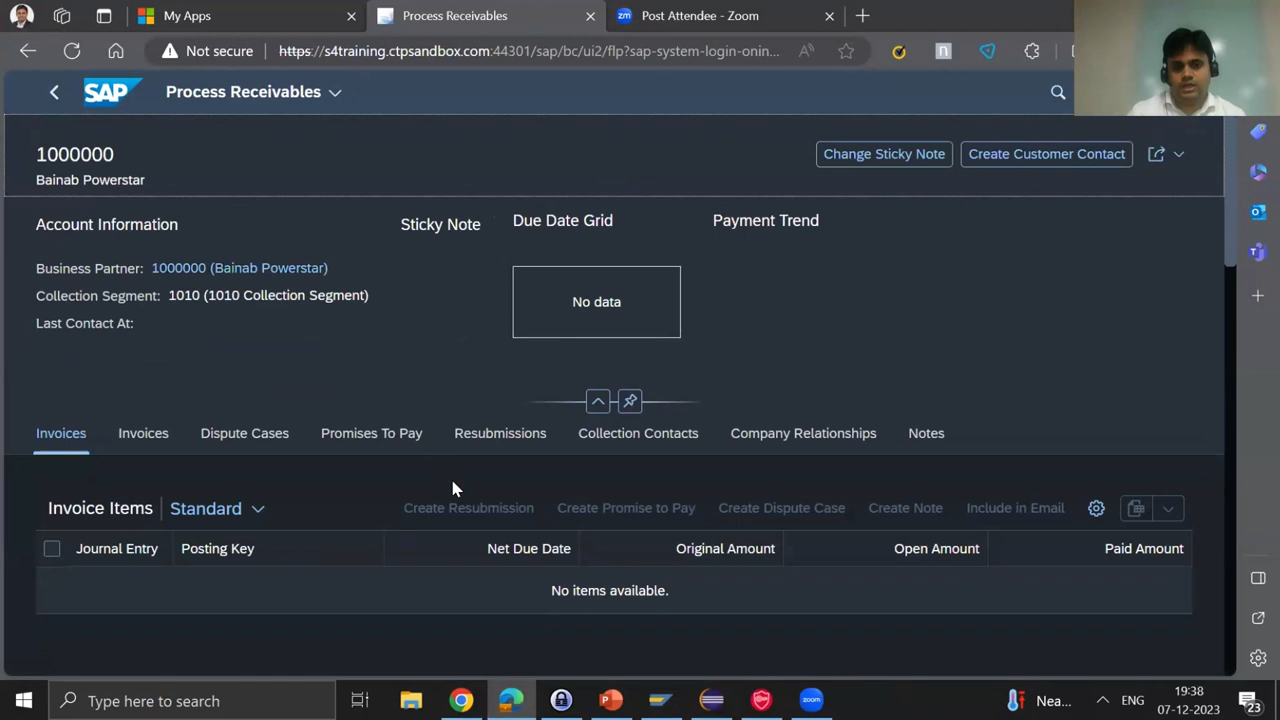 My Apps
Process Receivables
Post Attendee - Zoom
Not secure
https://s4training.ctpsandbox.com:44301/sap/bc/ui2/flp?sap-system-login-onin...
SAP Process Receivables
1000000
Bainab Powerstar
Change Sticky Note
Create Customer Contact
Account Information
Sticky Note
Due Date Grid
Payment Trend
Business Partner: 1000000 (Bainab Powerstar)
Collection Segment: 1010 (1010 Collection Segment)
Last Contact At:
No data
Invoices Invoices Dispute Cases Promises To Pay Resubmissions Collection Contacts Company Relationships Notes
Invoice Items Standard Create Resubmission Create Promise to Pay Create Dispute Case Create Note Include in Email
Journal Entry Posting Key Net Due Date Original Amount Open Amount Paid Amount
No items available.
Type here to search
zoom
Nea...
ENG
19:38
07-12-2023
23